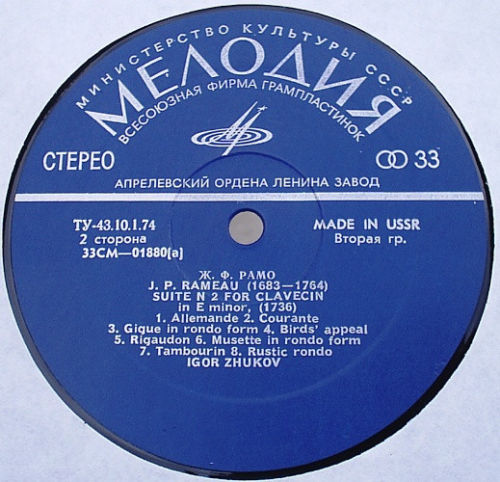 МИНИСТЕРСТВО КУЛЬТУРЫ СССР
МЕЛОДИЯ
ВСЕСОЮЗНАЯ ФИРМА ГРАМПЛАСТИНОК
СТЕРЕО
33
АПРЕЛЕВСКИЙ ОРДЕНА ЛЕНИНА ЗАВОД
ТУ-43.10.1.74
MADE IN USSR
2 сторона
Вторая гр.
33СМ—01880[а]
Ж. Ф. РАМО
J. P. RAMEAU (1683—1764)
SUITE N 2 FOR CLAVECIN
in E minor, (1736)
1. Allemande 2. Courante
3. Gigue in rondo form 4. Birds' appeal
5. Rigaudon 6. Musette in rondo form
7. Tambourin 8. Rustic rondo
IGOR ZHUKOV